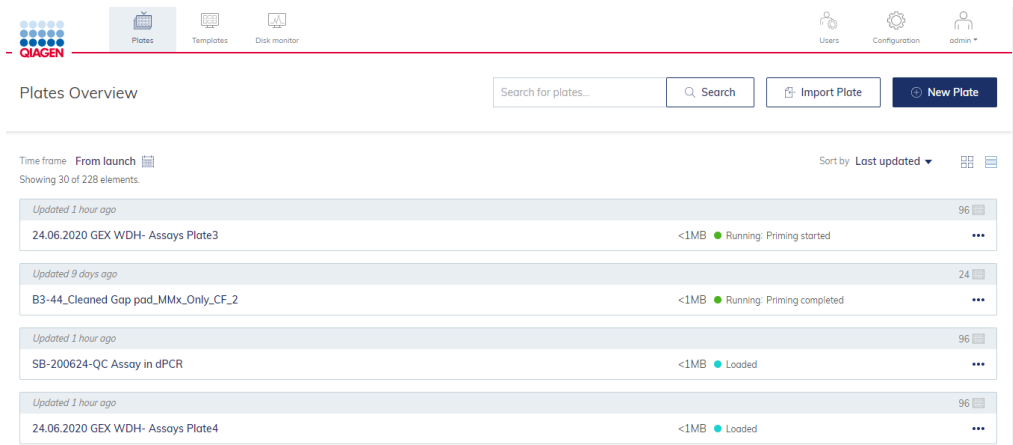 QIAGEN
Plates Templates Disk monitor Users Configuration admin
Plates Overview Search for plates... Search Import Plate New Plate
Time frame From launch Sort by Last updated
Showing 30 of 228 elements.
Updated 1 hour ago 96
24.06.2020 GEX WDH- Assays Plate3 <1MB Running: Priming started
Updated 9 days ago 24
B3-44_Cleaned Gap pad_MMx_Only_CF_2 <1MB Running: Priming completed
Updated 1 hour ago 96
SB-200624-QC Assay in dPCR <1MB Loaded
Updated 1 hour ago 96
24.06.2020 GEX WDH- Assays Plate4 <1MB Loaded